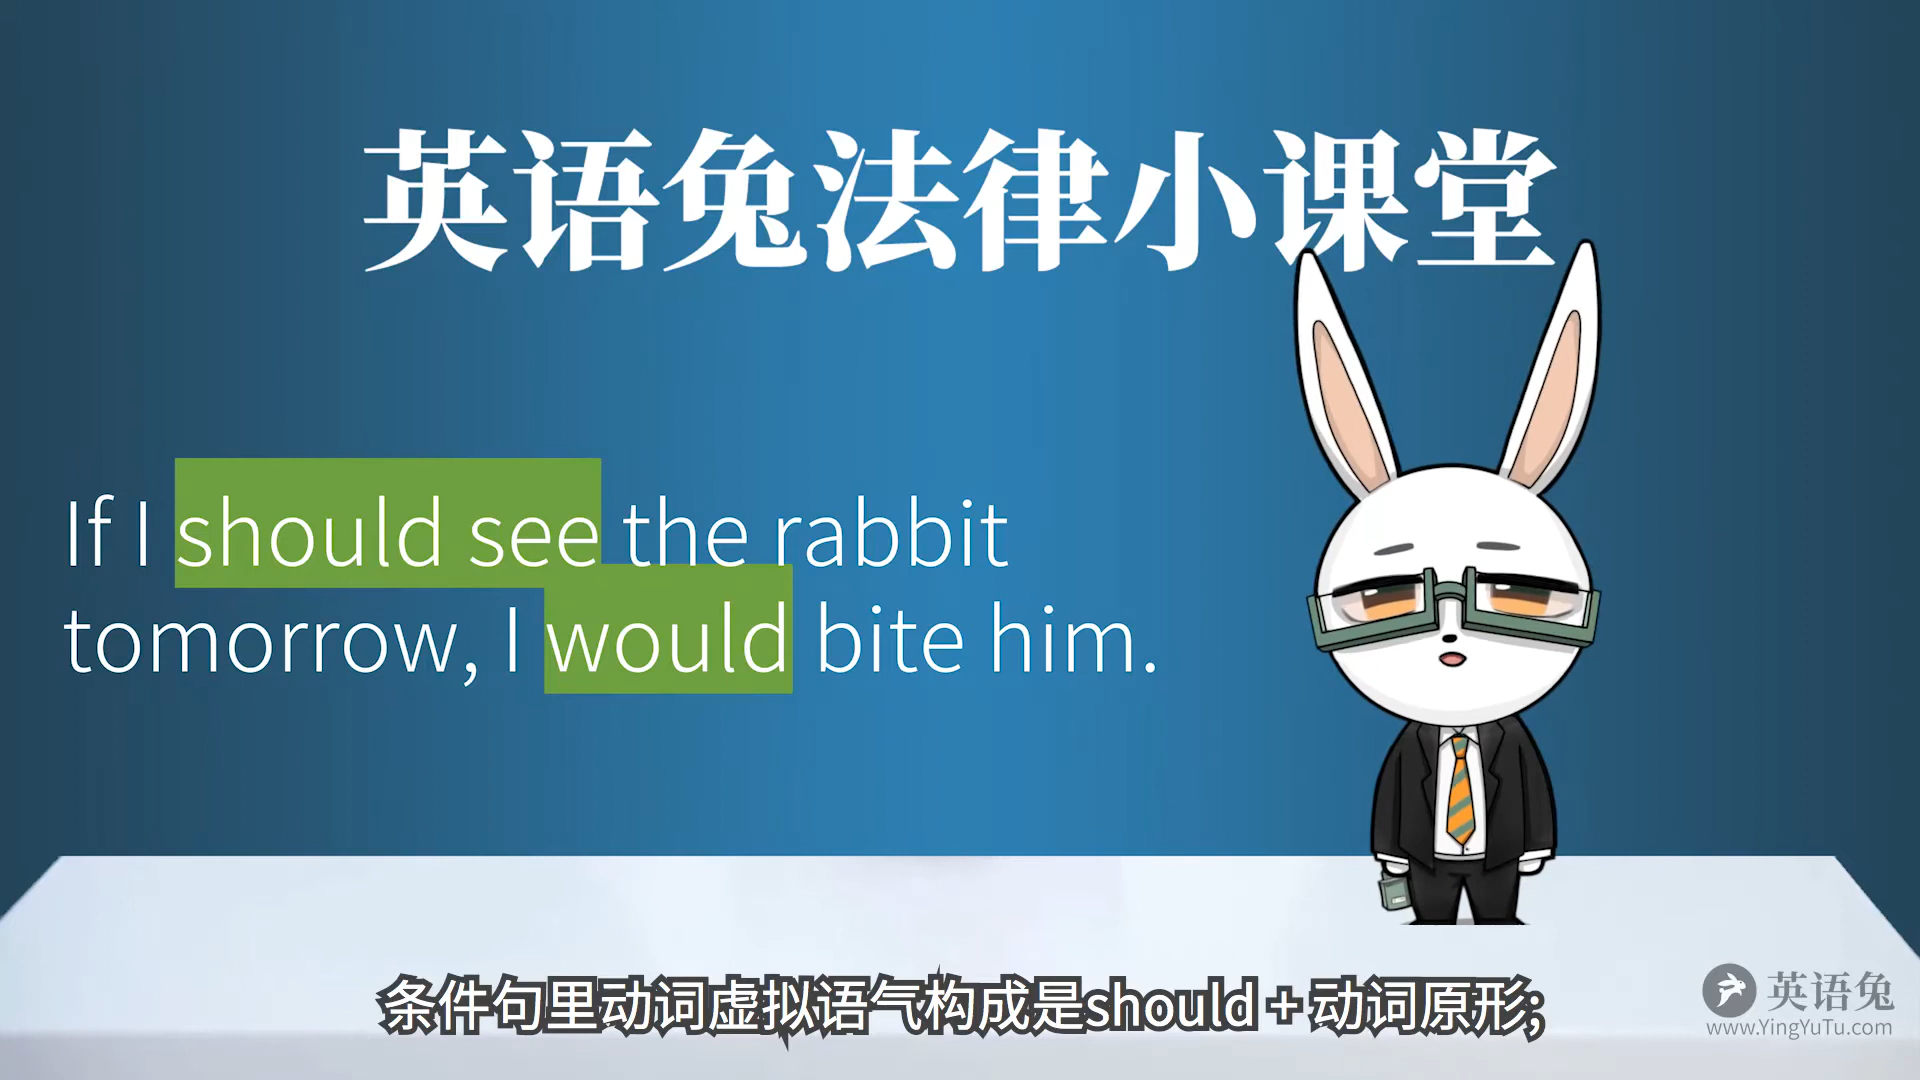 英语兔法律小课堂
If I should see the rabbit
tomorrow, I would bite him.
条件句里动词虚拟语气构成是should + 动词原形;
英语兔
www.YingYuTu.com